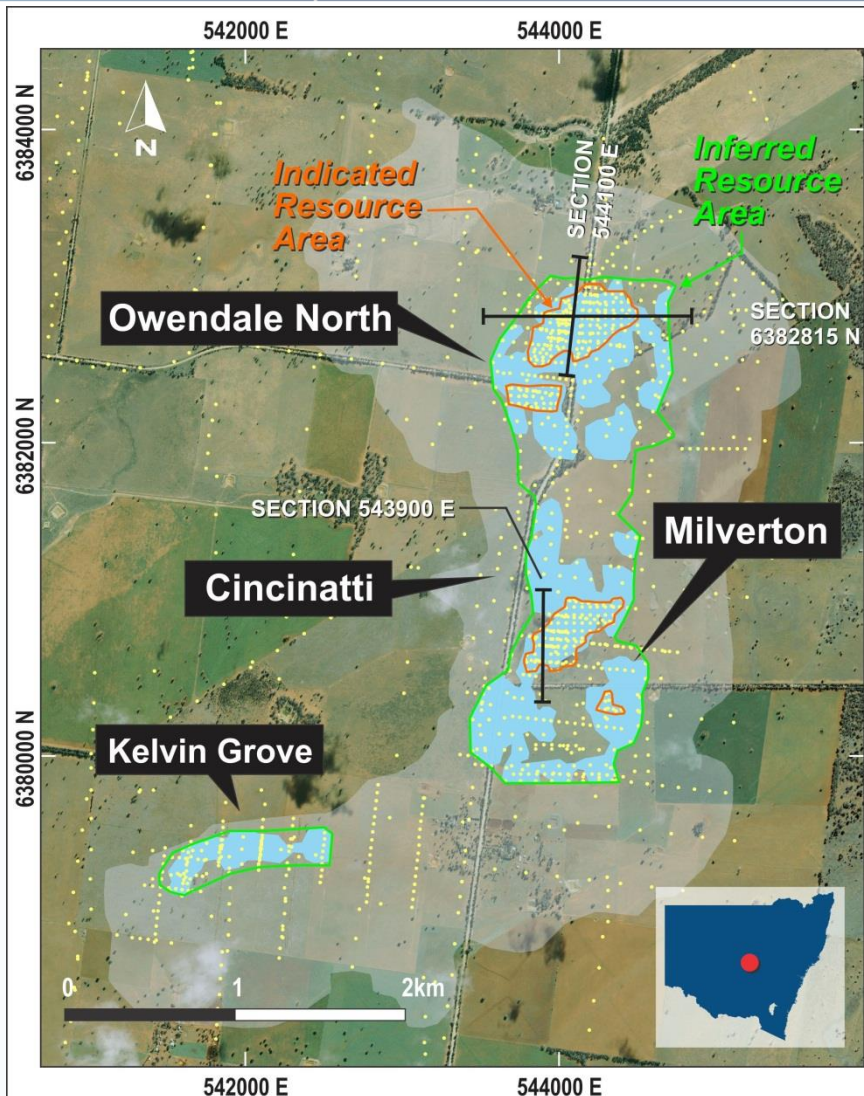 542000 E
544000 E
6384000 N
N
Indicated
Resource
Area
SECTION
544100 E
Inferred
Resource
Area
Owendale North
SECTION
6382815 N
6382000 N
SECTION 543900 E
Milverton
Cincinatti
6380000 N
Kelvin Grove
0
1
2km
542000 E
544000 E